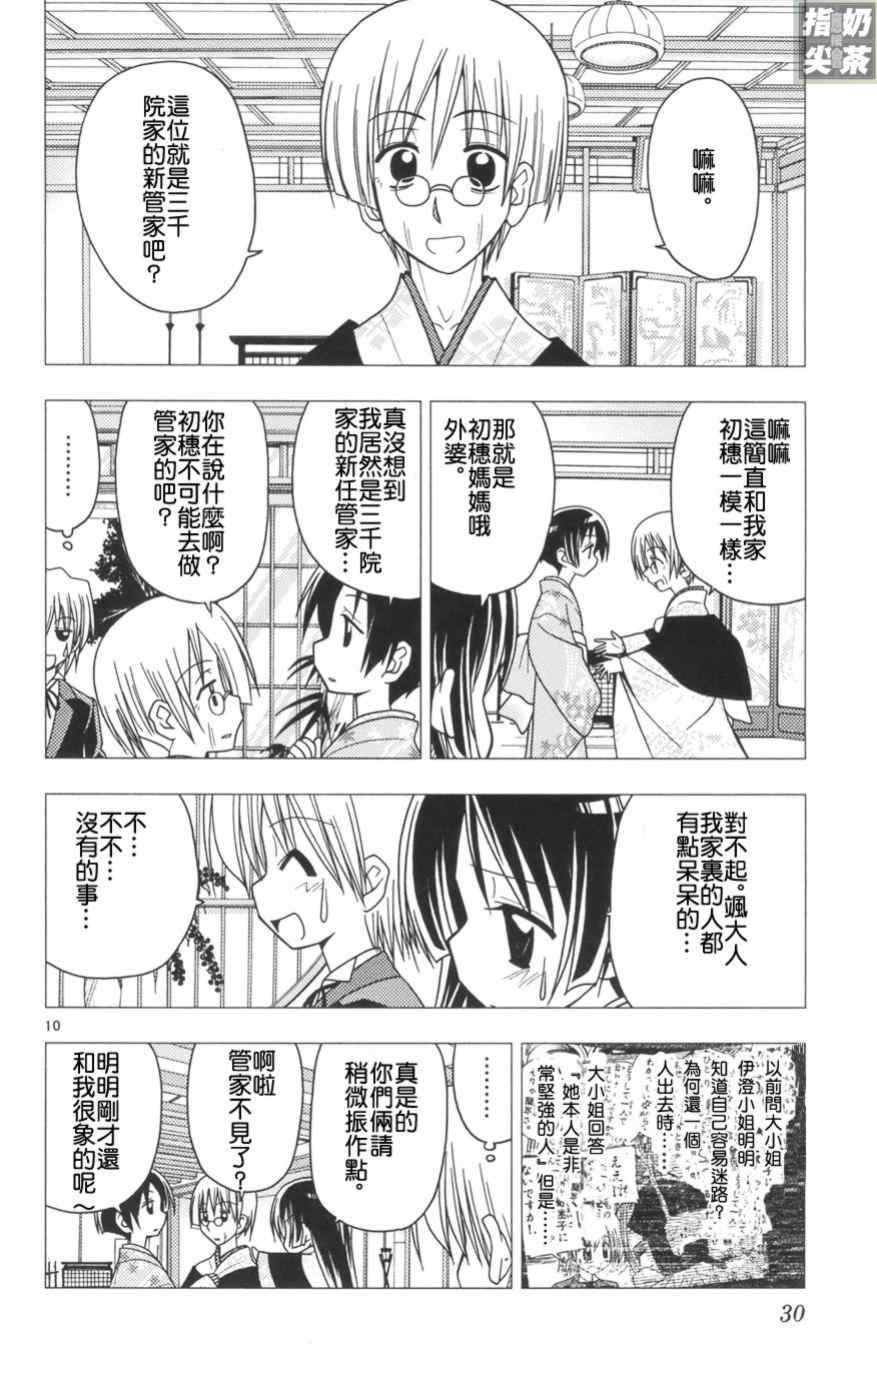 指奶
尖茶
嘛嘛。
這位就是三千
院家的新管家吧？
嘛嘛
這簡直和我家
初穗一模一樣…
那就是
初穗媽媽哦
外婆。
真沒想到
我居然是三千院
家的新任管家…
你在說什麼啊？
初穗不可能去做
管家的吧？
………
對不起。颯大人
我家裏的人都
有點呆呆的…
不…
不不…
沒有的事…
10
以前問大小姐
伊澄小姐明明
知道自己容易迷路？
為何還一個
人出去時……
大小姐回答
『她本人是非
常堅強的人』但是……
………
真是的
你們倆請
稍微振作點。
啊啦
管家不見了？
明明剛才還
和我很象的呢～
30